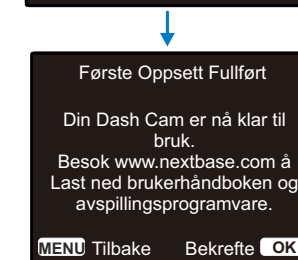 Første Oppsett Fullført
Din Dash Cam er nå klar til
bruk.
Besok www.nextbase.com å
Last ned brukerhåndboken og
avspillingsprogramvare.
MENU Tilbake Bekrefte OK